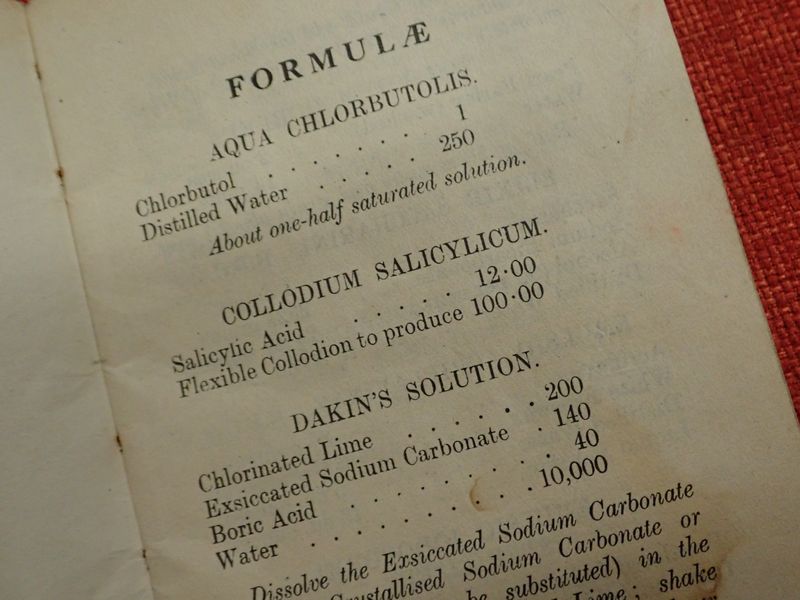 FORMULÆ
AQUA CHLORBUTOLIS.
Chlorbutol . . . . . . . 1
Distilled Water . . . . . 250
About one-half saturated solution.
COLLODIUM SALICYLICUM.
Salicylic Acid . . . . . 12·00
Flexible Collodion to produce 100·00
DAKIN'S SOLUTION.
Chlorinated Lime . . . . . . 200
Exsiccated Sodium Carbonate . 140
Boric Acid . . . . . . . . 40
Water . . . . . . . . . 10,000
Dissolve the Exsiccated Sodium Carbonate
Crystallised Sodium Carbonate or
be substituted) in the
Lime; shake